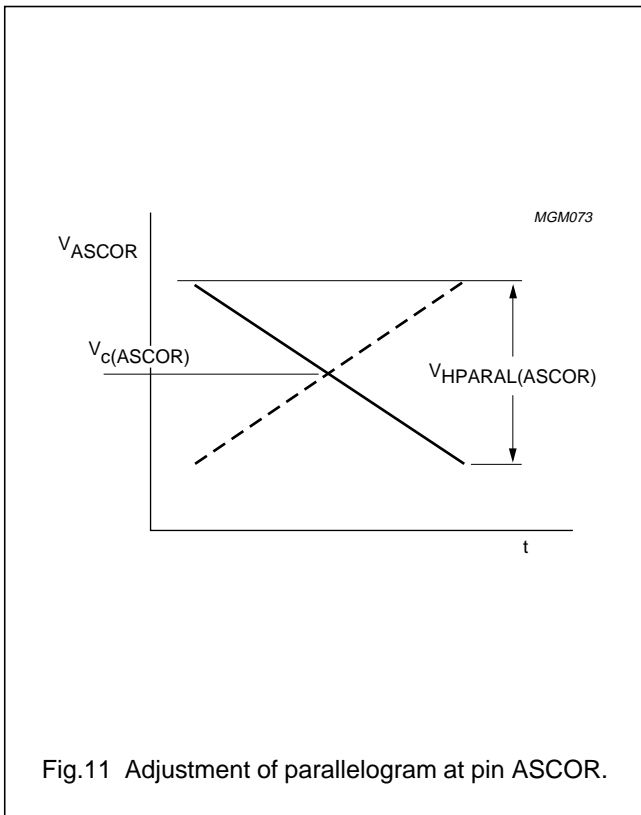 MGM073
VASCOR
Vc(ASCOR)
VHPARAL(ASCOR)
t
Fig.11 Adjustment of parallelogram at pin ASCOR.